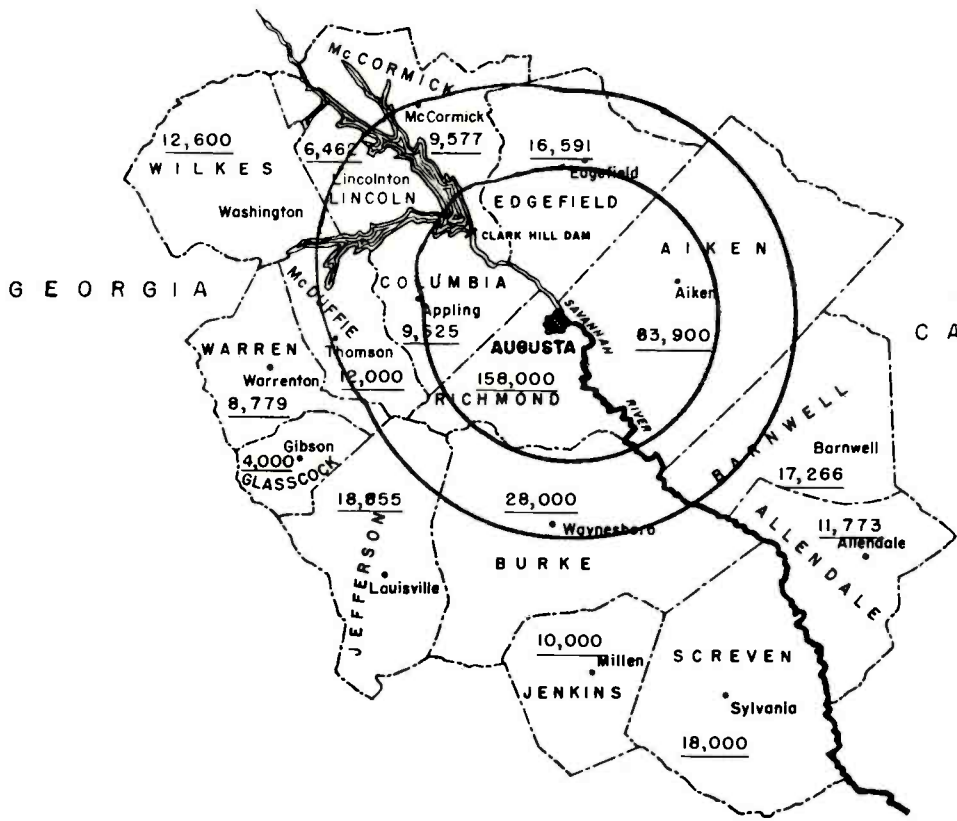 McCORMICK
McCormick
9,577
12,600
WILKES
Washington
6,462
Lincolnton
LINCOLN
16,591
Edgefield
EDGEFIELD
CLARK HILL DAM
AIKEN
Aiken
83,900
GEORGIA
CA
McDUFFIE
Thomson
12,000
COLUMBIA
Appling
9,525
SAVANNAH
RIVER
AUGUSTA
158,000
RICHMOND
WARREN
Warrenton
8,779
Gibson
4,000
GLASSCOCK
18,855
JEFFERSON
Louisville
28,000
Waynesboro
BURKE
BARNWELL
Barnwell
17,266
11,773
Allendale
ALLENDALE
10,000
Millen
JENKINS
SCREVEN
Sylvania
18,000